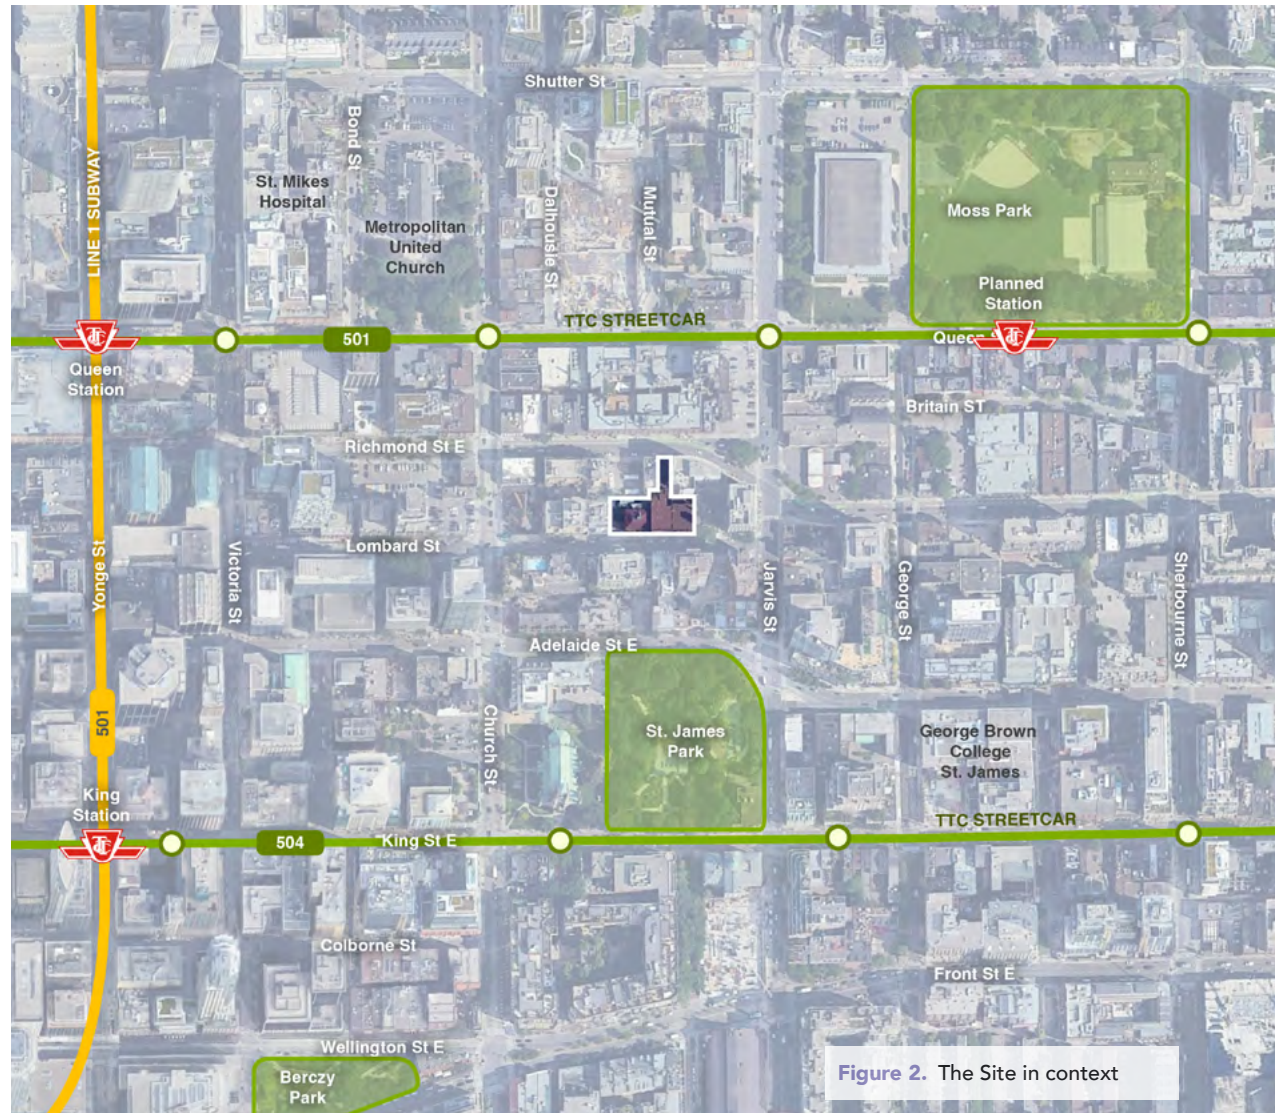 Shutter St
Bond St
LINE 1 SUBWAY
St. Mikes
Hospital
Metropolitan
United
Church
Dalhousie St
Mutual St
Moss Park
Planned
Station
TTC STREETCAR
501
Queen
TTC
TTC
Queen
Station
Britain ST
Richmond St E
Lombard St
Yonge St
Victoria St
Jarvis St
George St
Sherbourne St
Adelaide St E
501
Church St
St. James
Park
George Brown
College
St. James
King
Station
TTC
504
King St E
TTC STREETCAR
Colborne St
Front St E
Wellington St E
Berczy
Park
Figure 2. The Site in context